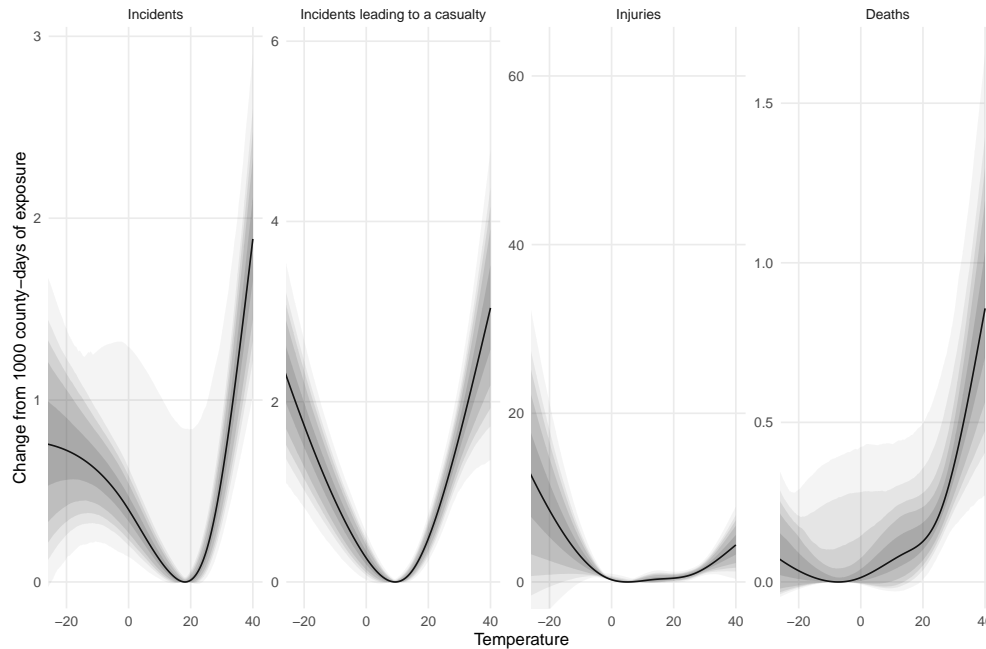 Incidents
Incidents leading to a casualty
Injuries
Deaths
Change from 1000 county−days of exposure
3
2
1
0
6
4
2
0
60
40
20
0
1.5
1.0
0.5
0.0
−20 0 20 40
−20 0 20 40
−20 0 20 40
−20 0 20 40
Temperature